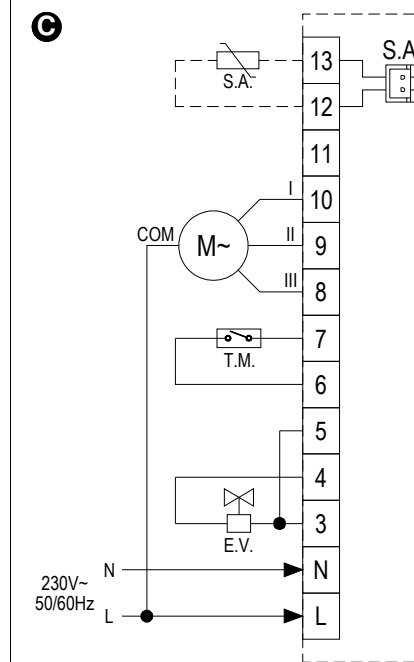 C
S.A.
S.A
13
12
11
10
9
8
7
6
5
4
3
N
L
I
II
III
COM
M~
T.M.
E.V.
N
230V~
50/60Hz
L